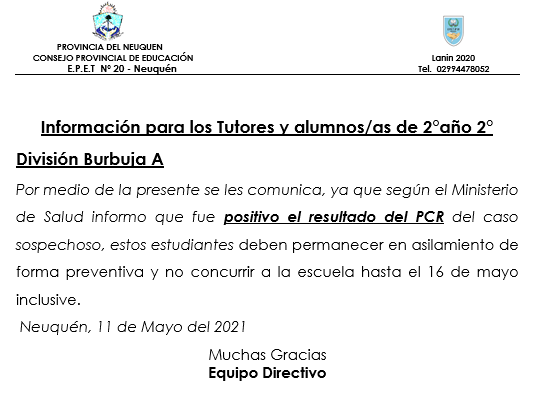 PROVINCIA DEL NEUQUEN
CONSEJO PROVINCIAL DE EDUCACIÓN
E.P.E.T Nº 20 - Neuquén
Lanin 2020
Tel. 02994478052
Información para los Tutores y alumnos/as de 2°año 2°
División Burbuja A
Por medio de la presente se les comunica, ya que según el Ministerio
de Salud informo que fue positivo el resultado del PCR del caso
sospechoso, estos estudiantes deben permanecer en asilamiento de
forma preventiva y no concurrir a la escuela hasta el 16 de mayo
inclusive.
Neuquén, 11 de Mayo del 2021
Muchas Gracias
Equipo Directivo